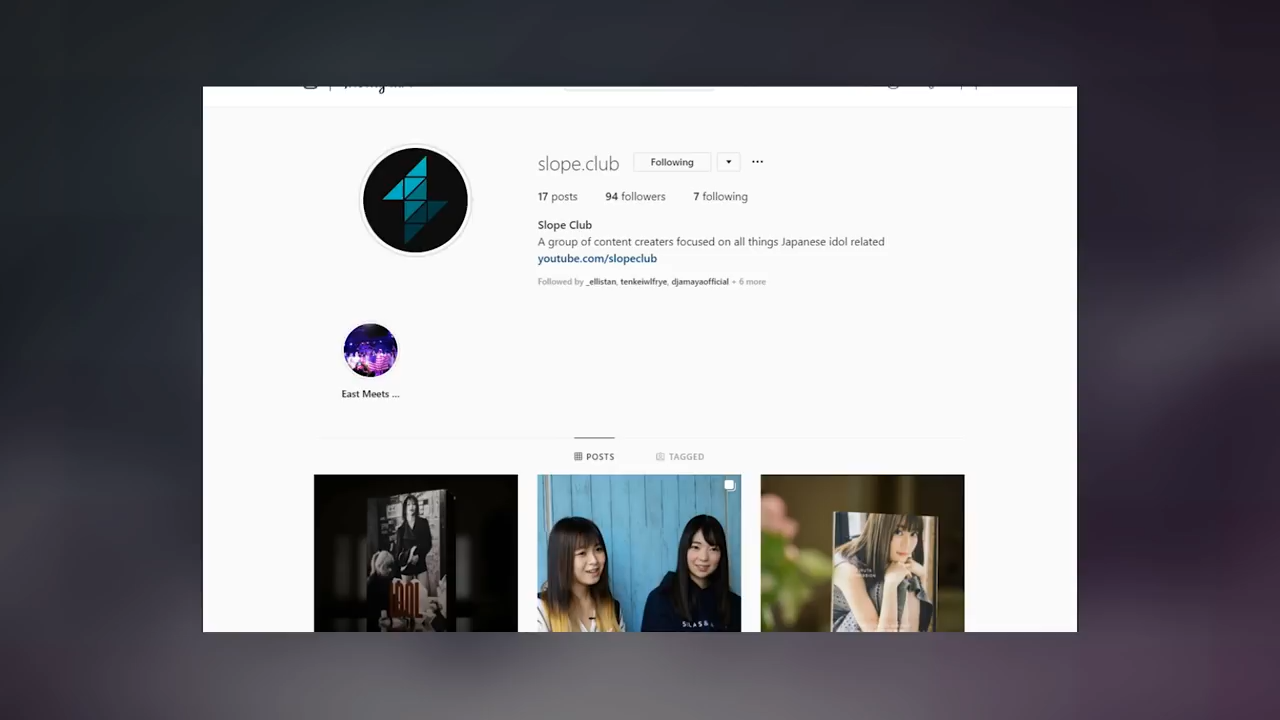 slope.club Following
17 posts 94 followers 7 following
Slope Club
A group of content creaters focused on all things Japanese idol related
youtube.com/slopeclub
Followed by _ellistan, tenkeiwlfrye, djamayaofficial + 6 more
East Meets ...
POSTS TAGGED
IDOL